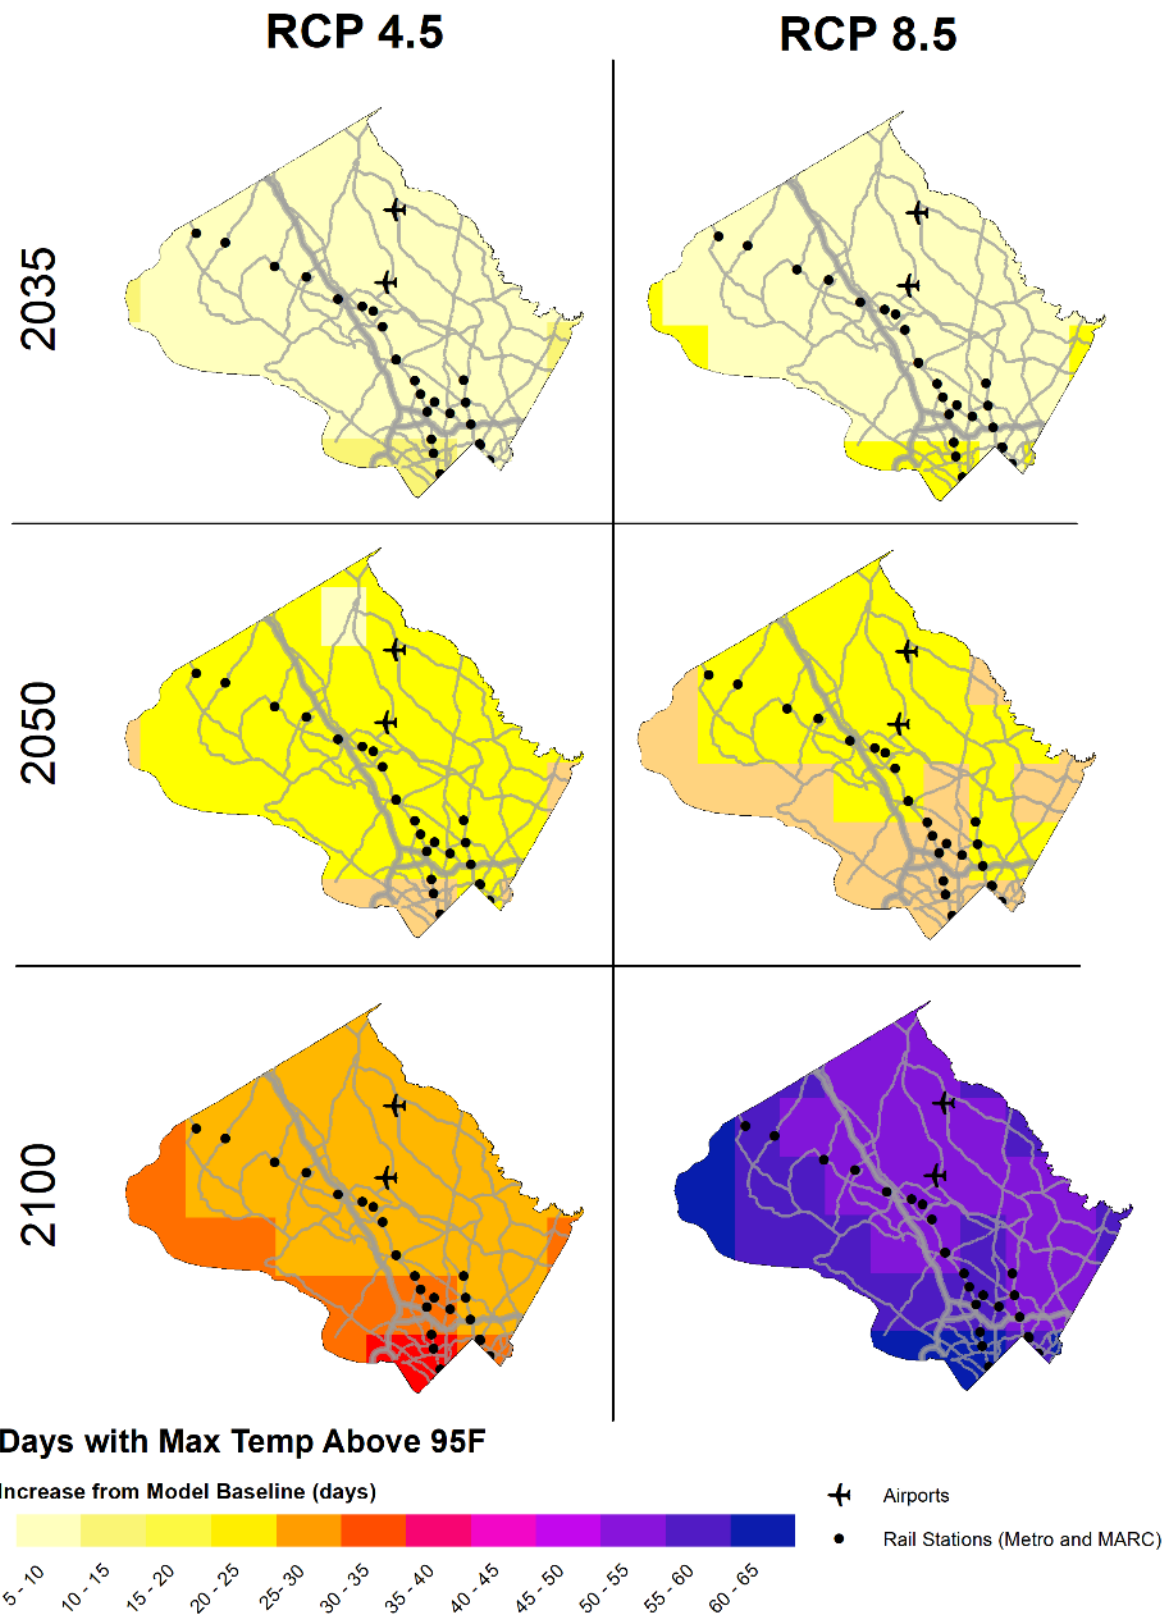 RCP 4.5
RCP 8.5
2035
2050
2100
Days with Max Temp Above 95F
Increase from Model Baseline (days)
5 - 10
10 - 15
15 - 20
20 - 25
25- 30
30 - 35
35 - 40
40 - 45
45 - 50
50 - 55
55 - 60
60 - 65
Airports
Rail Stations (Metro and MARC)